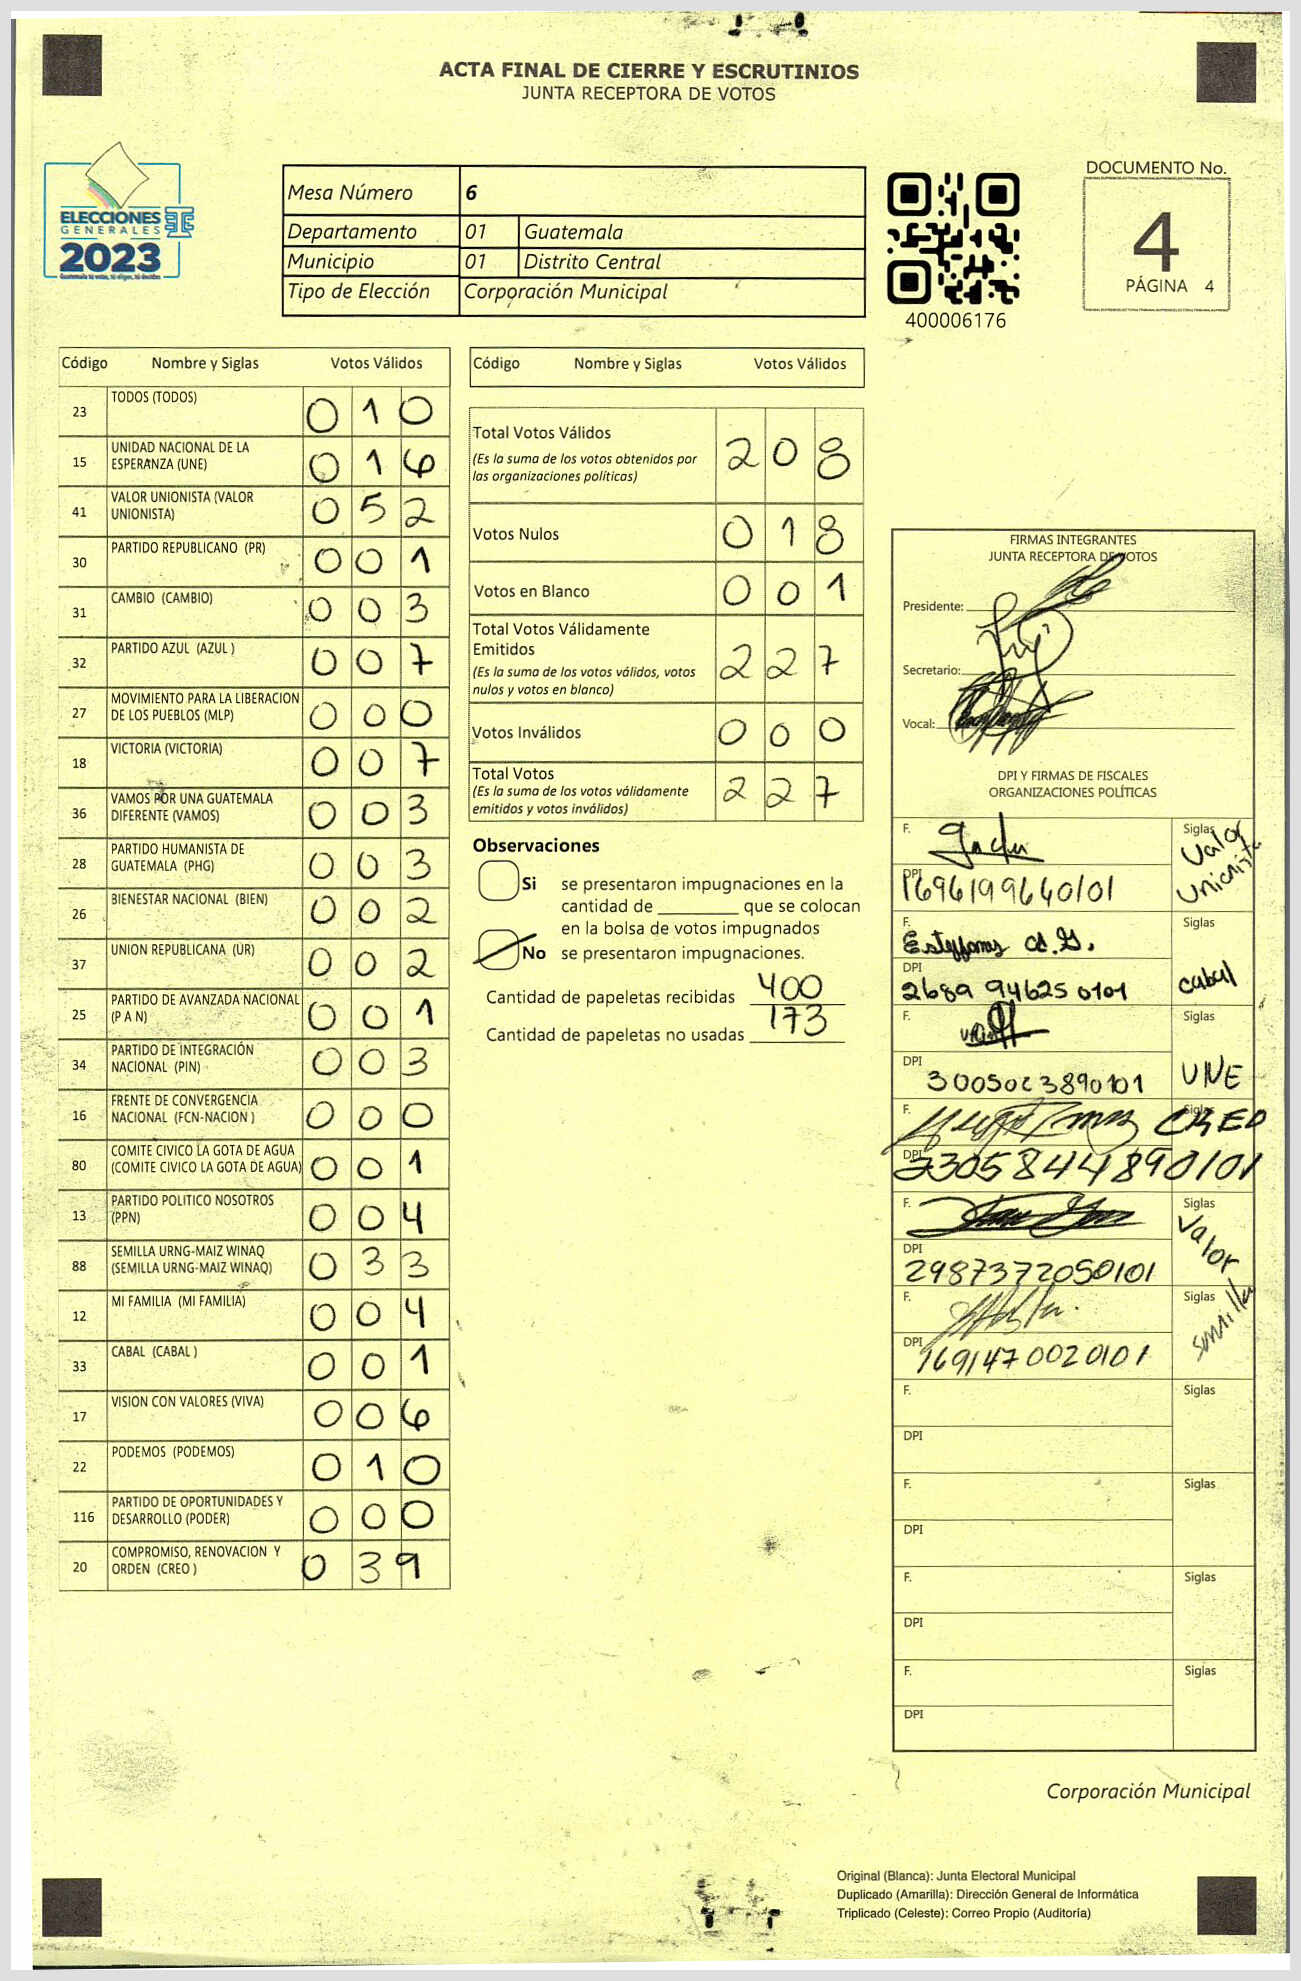 ACTA FINAL DE CIERRE Y ESCRUTINIOS
JUNTA RECEPTORA DE VOTOS
ELECCIONES
GENERALES
2023
Mesa Número 6
Departamento 01 Guatemala
Municipio 01 Distrito Central
Tipo de Elección Corporación Municipal
400006176
DOCUMENTO No.
4
PÁGINA 4
Código Nombre y Siglas Votos Válidos
23 TODOS (TODOS) 0 1 0
15 UNIDAD NACIONAL DE LA
ESPERANZA (UNE) 0 1 6
41 VALOR UNIONISTA (VALOR
UNIONISTA) 0 5 2
30 PARTIDO REPUBLICANO (PR) 0 0 1
31 CAMBIO (CAMBIO) 0 0 3
32 PARTIDO AZUL (AZUL ) 0 0 7
27 MOVIMIENTO PARA LA LIBERACION
DE LOS PUEBLOS (MLP) 0 0 0
18 VICTORIA (VICTORIA) 0 0 7
36 VAMOS POR UNA GUATEMALA
DIFERENTE (VAMOS) 0 0 3
28 PARTIDO HUMANISTA DE
GUATEMALA (PHG) 0 0 3
26 BIENESTAR NACIONAL (BIEN) 0 0 2
37 UNION REPUBLICANA (UR) 0 0 2
25 PARTIDO DE AVANZADA NACIONAL
(P A N) 0 0 1
34 PARTIDO DE INTEGRACIÓN
NACIONAL (PIN) 0 0 3
16 FRENTE DE CONVERGENCIA
NACIONAL (FCN-NACION ) 0 0 0
80 COMITE CIVICO LA GOTA DE AGUA
(COMITE CIVICO LA GOTA DE AGUA) 0 0 1
13 PARTIDO POLITICO NOSOTROS
(PPN) 0 0 4
88 SEMILLA URNG-MAIZ WINAQ
(SEMILLA URNG-MAIZ WINAQ) 0 3 3
12 MI FAMILIA (MI FAMILIA) 0 0 4
33 CABAL (CABAL ) 0 0 1
17 VISION CON VALORES (VIVA) 0 0 6
22 PODEMOS (PODEMOS) 0 1 0
116 PARTIDO DE OPORTUNIDADES Y
DESARROLLO (PODER) 0 0 0
20 COMPROMISO, RENOVACION Y
ORDEN (CREO ) 0 3 9
Código Nombre y Siglas Votos Válidos
Total Votos Válidos 2 0 8
(Es la suma de los votos obtenidos por
las organizaciones políticas)
Votos Nulos 0 1 8
Votos en Blanco 0 0 1
Total Votos Válidamente
Emitidos 2 2 7
(Es la suma de los votos válidos, votos
nulos y votos en blanco)
Votos Inválidos 0 0 0
Total Votos 2 2 7
(Es la suma de los votos válidamente
emitidos y votos inválidos)
Observaciones
Si se presentaron impugnaciones en la
cantidad de ________ que se colocan
en la bolsa de votos impugnados
No se presentaron impugnaciones.
Cantidad de papeletas recibidas 400
Cantidad de papeletas no usadas 173
FIRMAS INTEGRANTES
JUNTA RECEPTORA DE VOTOS
Presidente:
Secretario:
Vocal:
DPI Y FIRMAS DE FISCALES
ORGANIZACIONES POLÍTICAS
F. Siglas Valor
Unionista
DPI 1696199640101
F. Siglas cabal
DPI 2689 94625 0101
F. Siglas UNE
DPI 3005023890101
F. Siglas CREO
DPI 2305844890101
F. Siglas Valor
DPI 2987372050101
F. Siglas Semilla
DPI 1691470020101
F. Siglas
DPI
F. Siglas
DPI
F. Siglas
DPI
F. Siglas
DPI
Corporación Municipal
Original (Blanca): Junta Electoral Municipal
Duplicado (Amarilla): Dirección General de Informática
Triplicado (Celeste): Correo Propio (Auditoría)